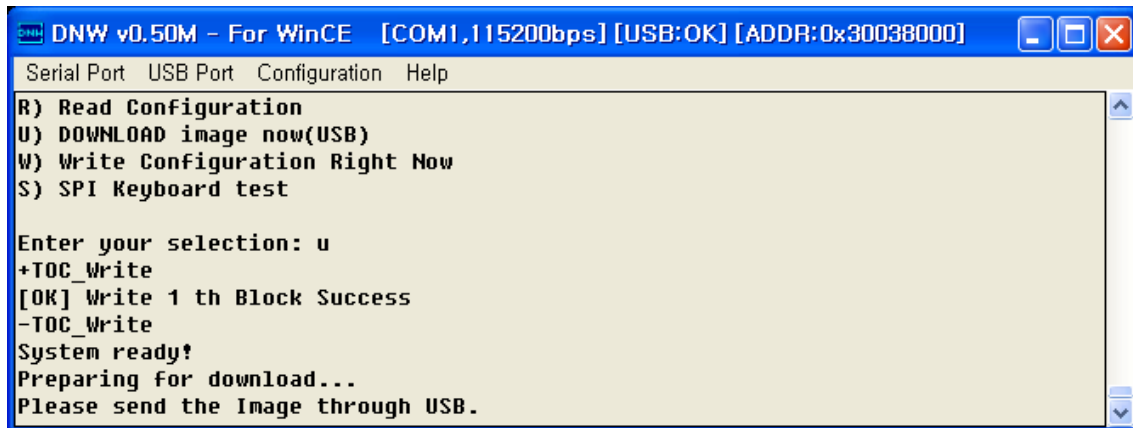 DNW v0.50M - For WinCE [COM1,115200bps] [USB:OK] [ADDR:0x30038000]
Serial Port USB Port Configuration Help
R) Read Configuration
U) DOWNLOAD image now(USB)
W) Write Configuration Right Now
S) SPI Keyboard test
Enter your selection: u
+TOC_Write
[OK] Write 1 th Block Success
-TOC_Write
System ready!
Preparing for download...
Please send the Image through USB.